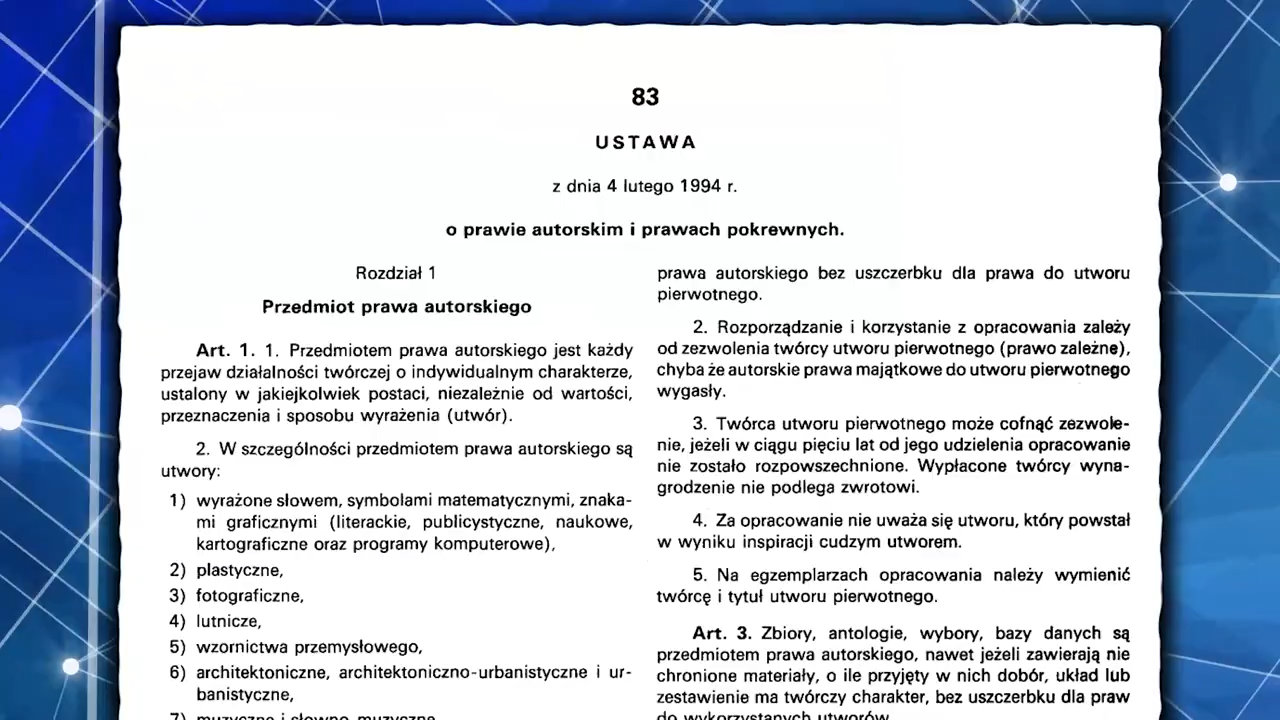 83
USTAWA
z dnia 4 lutego 1994 r.
o prawie autorskim i prawach pokrewnych.
Rozdział 1
Przedmiot prawa autorskiego
Art. 1. 1. Przedmiotem prawa autorskiego jest każdy
przejaw działalności twórczej o indywidualnym charakterze,
ustalony w jakiejkolwiek postaci, niezależnie od wartości,
przeznaczenia i sposobu wyrażenia (utwór).
2. W szczególności przedmiotem prawa autorskiego są
utwory:
1) wyrażone słowem, symbolami matematycznymi, znaka-
mi graficznymi (literackie, publicystyczne, naukowe,
kartograficzne oraz programy komputerowe),
2) plastyczne,
3) fotograficzne,
4) lutnicze,
5) wzornictwa przemysłowego,
6) architektoniczne, architektoniczno-urbanistyczne i ur-
banistyczne,
7) muzyczne i słowno-muzyczne,
prawa autorskiego bez uszczerbku dla prawa do utworu
pierwotnego.
2. Rozporządzanie i korzystanie z opracowania zależy
od zezwolenia twórcy utworu pierwotnego (prawo zależne),
chyba że autorskie prawa majątkowe do utworu pierwotnego
wygasły.
3. Twórca utworu pierwotnego może cofnąć zezwole-
nie, jeżeli w ciągu pięciu lat od jego udzielenia opracowanie
nie zostało rozpowszechnione. Wypłacone twórcy wyna-
grodzenie nie podlega zwrotowi.
4. Za opracowanie nie uważa się utworu, który powstał
w wyniku inspiracji cudzym utworem.
5. Na egzemplarzach opracowania należy wymienić
twórcę i tytuł utworu pierwotnego.
Art. 3. Zbiory, antologie, wybory, bazy danych są
przedmiotem prawa autorskiego, nawet jeżeli zawierają nie
chronione materiały, o ile przyjęty w nich dobór, układ lub
zestawienie ma twórczy charakter, bez uszczerbku dla praw
do wykorzystanych utworów.